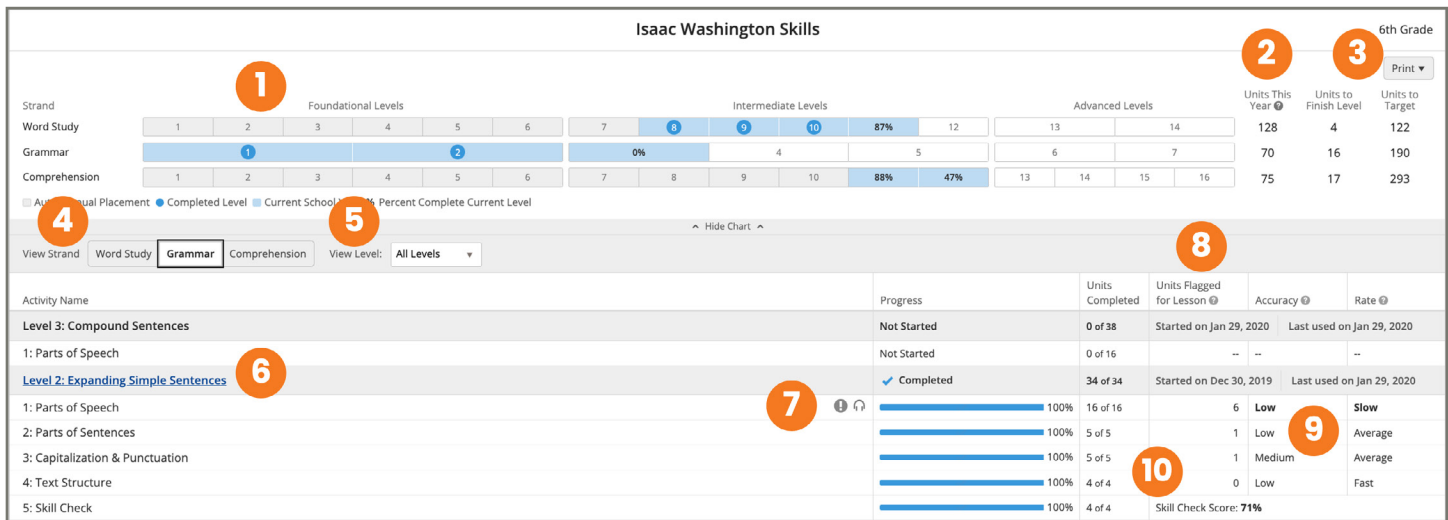 Isaac Washington Skills
6th Grade
1
2
3
Print ▼
Strand Foundational Levels Intermediate Levels Advanced Levels Units This Year Units to Finish Level Units to Target
Word Study 1 2 3 4 5 6 7 8 9 10 87% 12 13 14 128 4 122
Grammar 1 2 0% 4 5 6 7 70 16 190
Comprehension 1 2 3 4 5 6 7 8 9 10 88% 47% 13 14 15 16 75 17 293
Placement Completed Level Current School % Percent Complete Current Level
Hide Chart
4
5
8
View Strand Word Study Grammar Comprehension View Level: All Levels ▼
Activity Name Progress Units Completed Units Flagged for Lesson Accuracy Rate
Level 3: Compound Sentences Not Started 0 of 38 Started on Jan 29, 2020 Last used on Jan 29, 2020
1: Parts of Speech Not Started 0 of 16 -- -- --
6
Level 2: Expanding Simple Sentences Completed 34 of 34 Started on Dec 30, 2019 Last used on Jan 29, 2020
7
1: Parts of Speech 100% 16 of 16 6 Low Slow
9
2: Parts of Sentences 100% 5 of 5 1 Low Average
3: Capitalization & Punctuation 100% 5 of 5 1 Medium Average
10
4: Text Structure 100% 4 of 4 0 Low Fast
5: Skill Check 100% 4 of 4 Skill Check Score: 71%